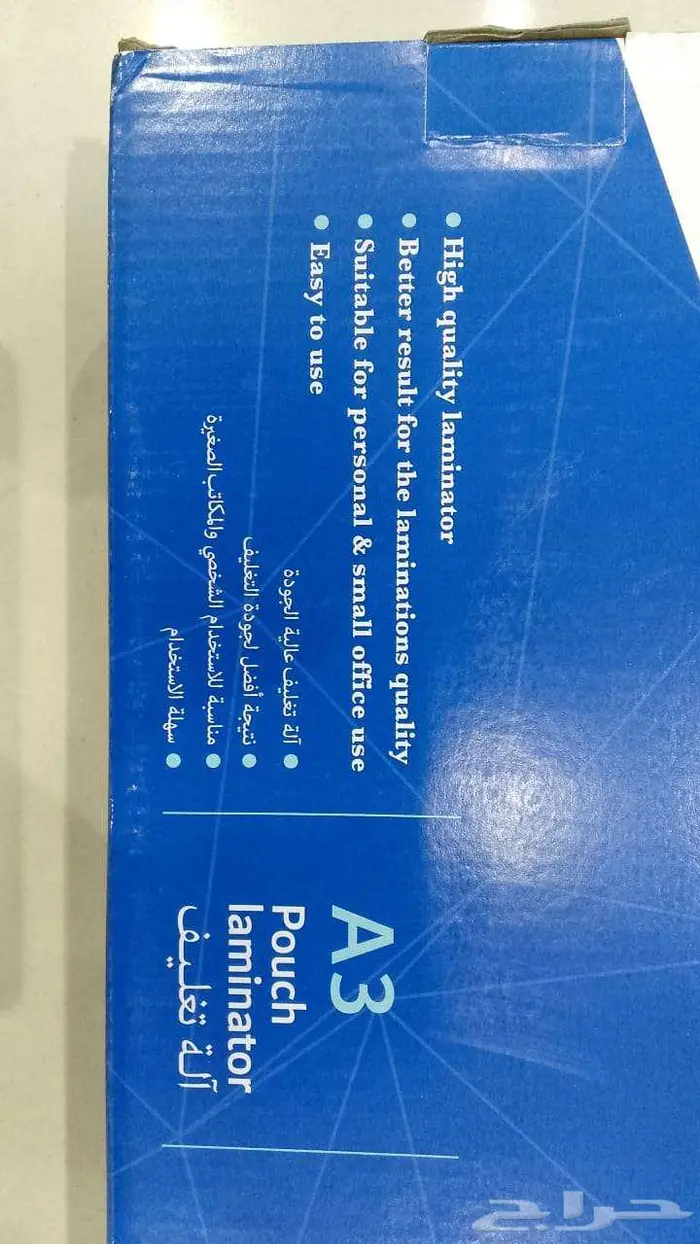 • High quality laminator
• Better result for the laminations quality
• Suitable for personal & small office use
• Easy to use
• آلة تغليف عالية الجودة
• نتيجة أفضل لجودة التغليف
• مناسبة للاستخدام الشخصي والمكاتب الصغيرة
• سهلة الاستخدام
A3
Pouch
laminator
آلة تغليف
حراج